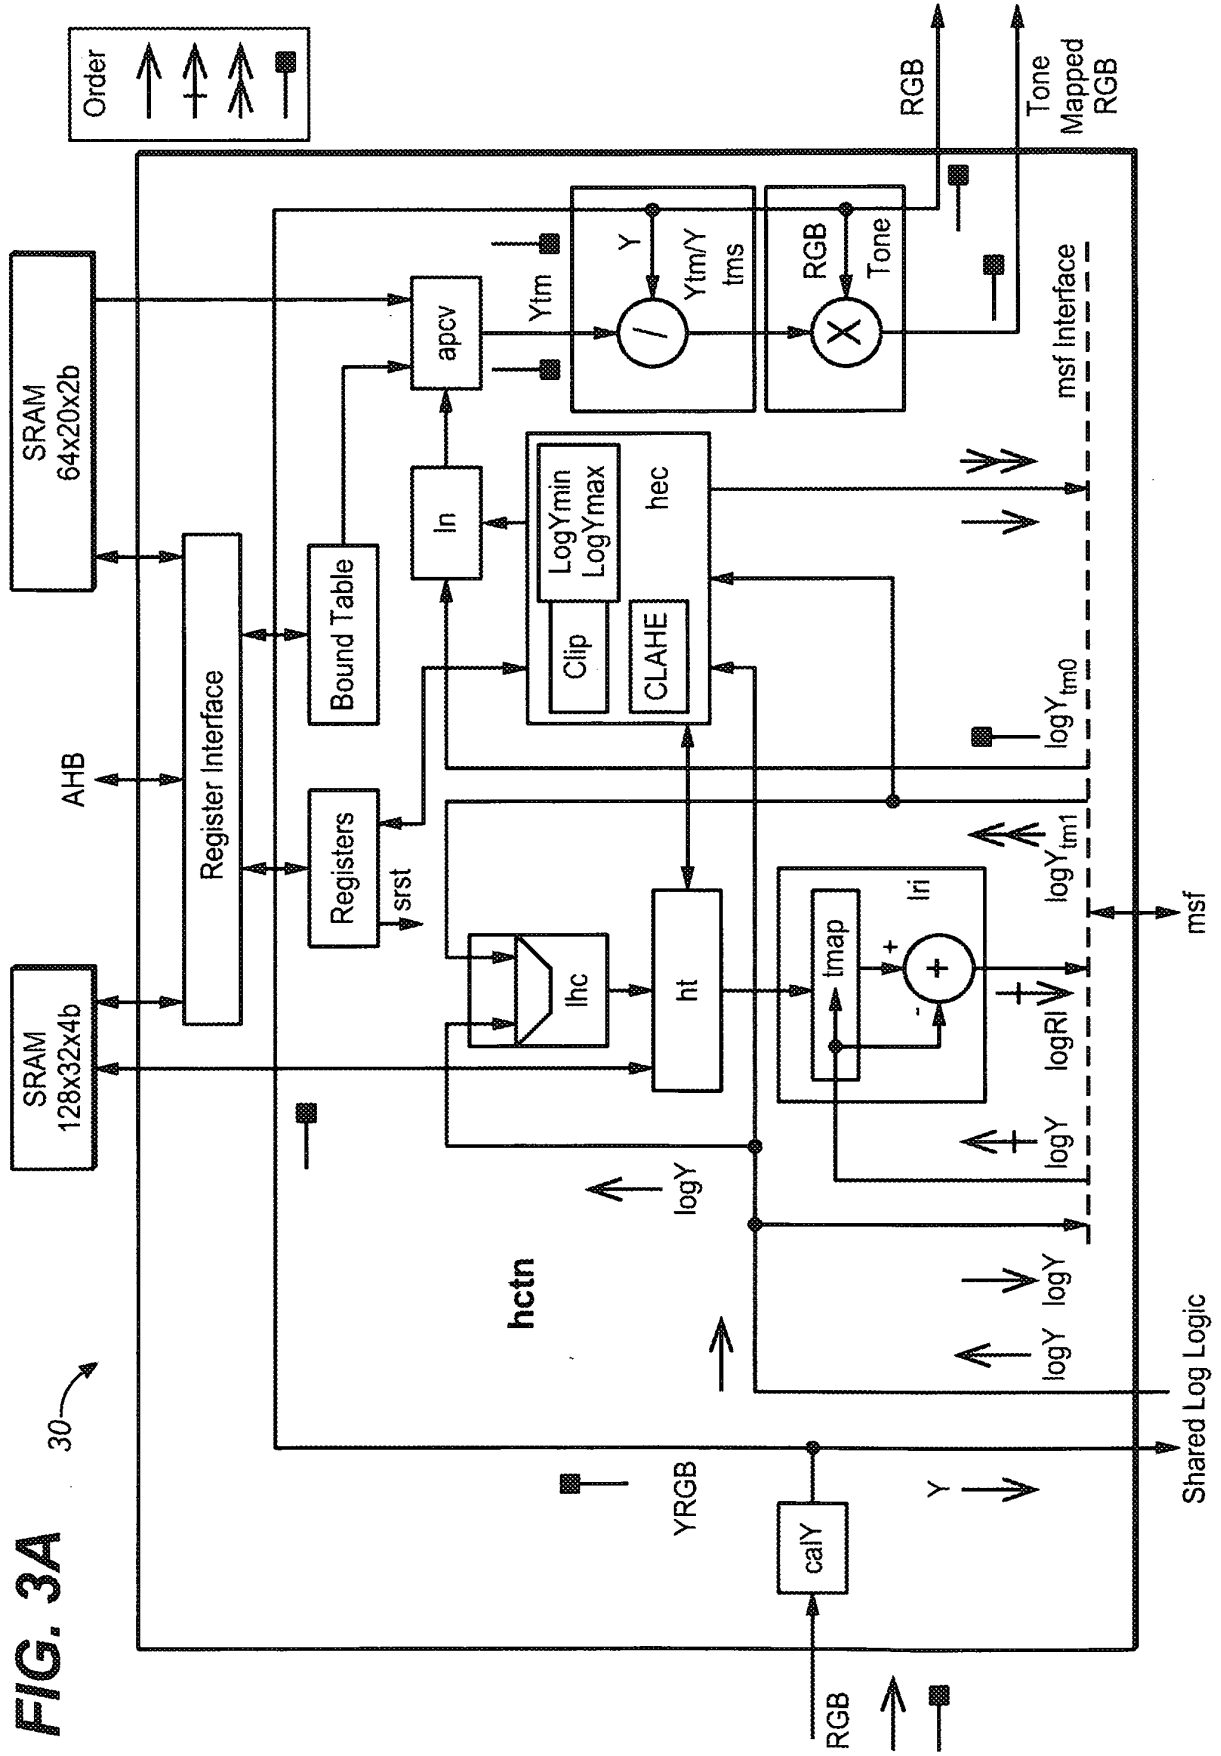 FIG. 3A
30
Order
SRAM
128x32x4b
AHB
SRAM
64x20x2b
Register Interface
Registers
srst
Bound Table
hctn
YRGB
logY
lhc
ht
ln
apcv
Clip
LogYmin
LogYmax
CLAHE
hec
Ytm
Y
Ytm/Y
tms
/
RGB
Tone
X
RGB
Tone
Mapped
RGB
RGB
calY
Y
Shared Log Logic
logY
logY
logY
tmap
lri
+
-
+
logRI
logYtm1
logYtm0
msf Interface
msf